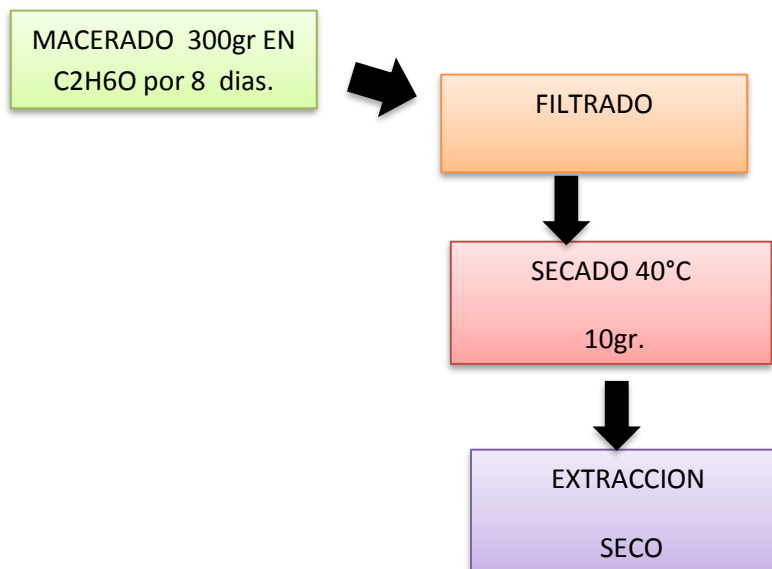 MACERADO 300gr EN
C2H6O por 8 dias.
FILTRADO
SECADO 40°C
10gr.
EXTRACCION
SECO